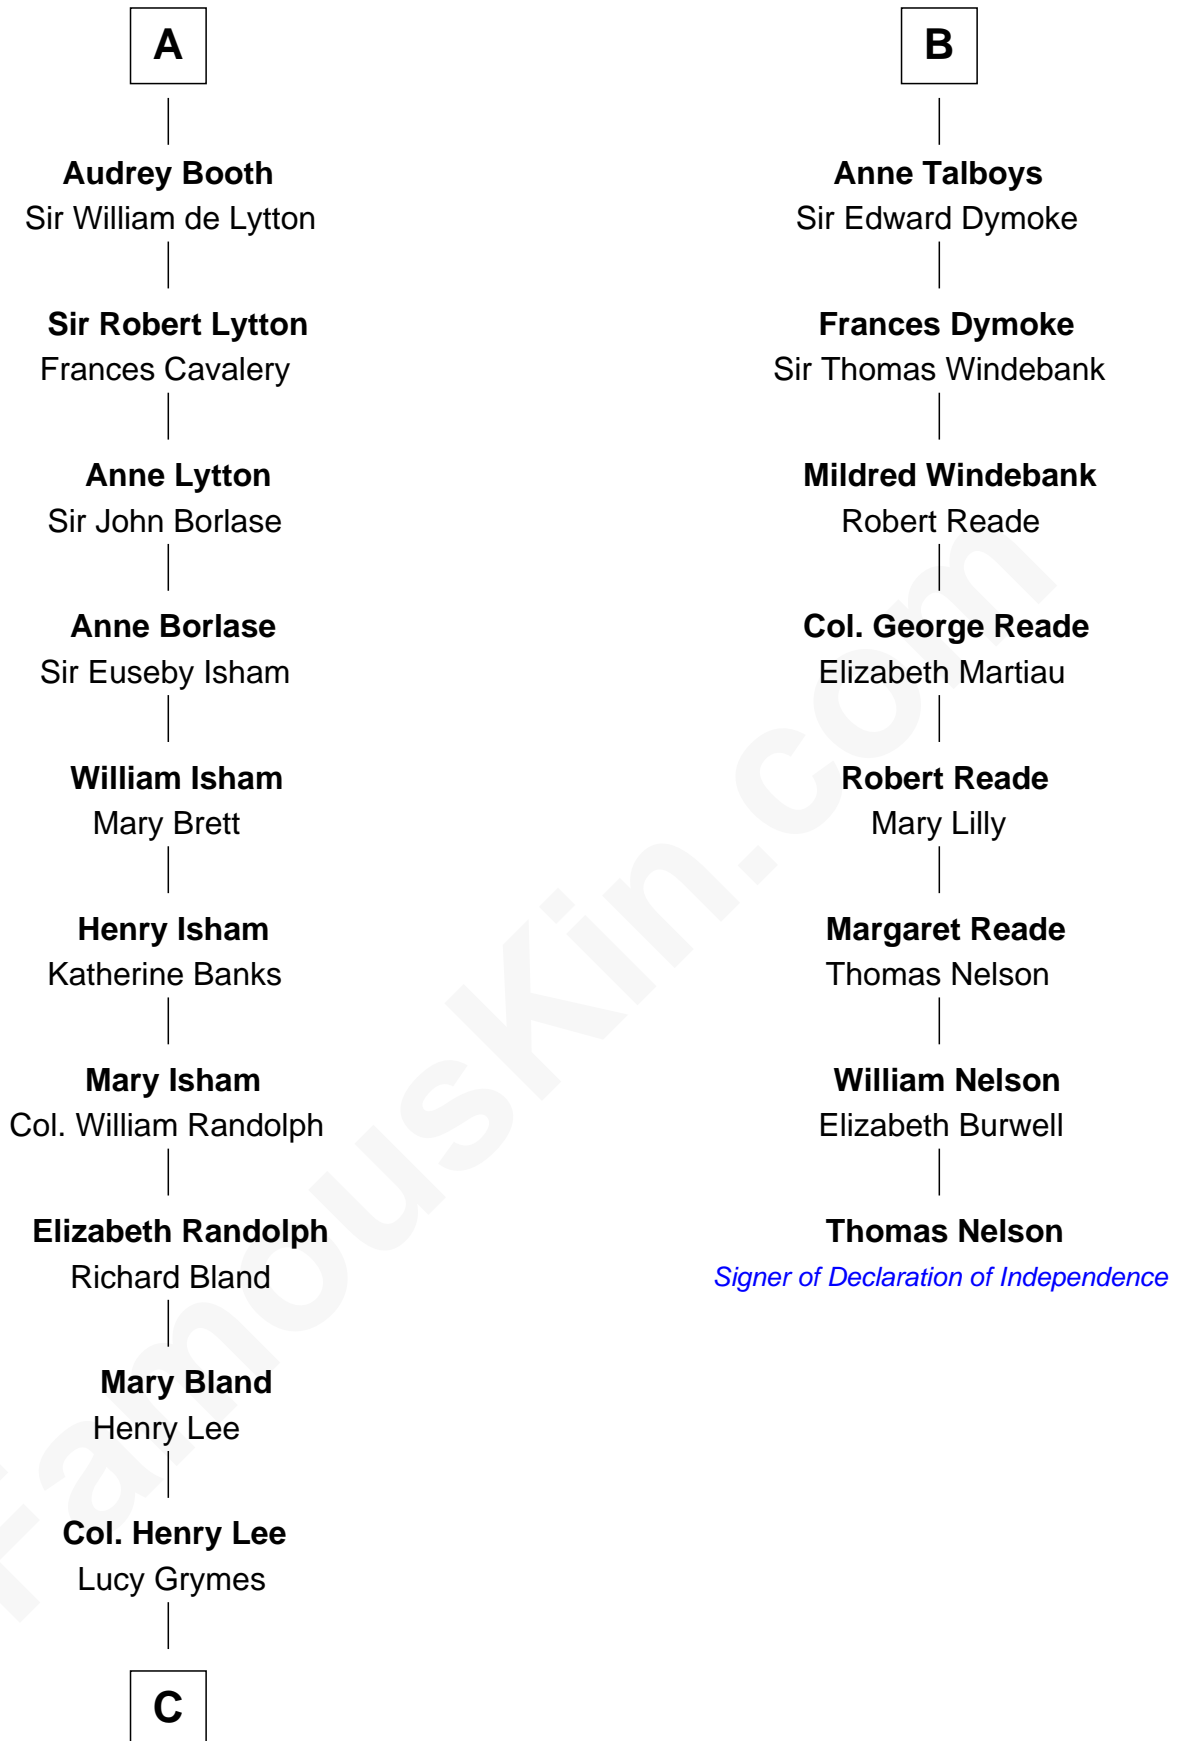 A
Audrey Booth
Sir William de Lytton
Sir Robert Lytton
Frances Cavalery
Anne Lytton
Sir John Borlase
Anne Borlase
Sir Euseby Isham
William Isham
Mary Brett
Henry Isham
Katherine Banks
Mary Isham
Col. William Randolph
Elizabeth Randolph
Richard Bland
Mary Bland
Henry Lee
Col. Henry Lee
Lucy Grymes
C
B
Anne Talboys
Sir Edward Dymoke
Frances Dymoke
Sir Thomas Windebank
Mildred Windebank
Robert Reade
Col. George Reade
Elizabeth Martiau
Robert Reade
Mary Lilly
Margaret Reade
Thomas Nelson
William Nelson
Elizabeth Burwell
Thomas Nelson
Signer of Declaration of Independence
FamousKin.com